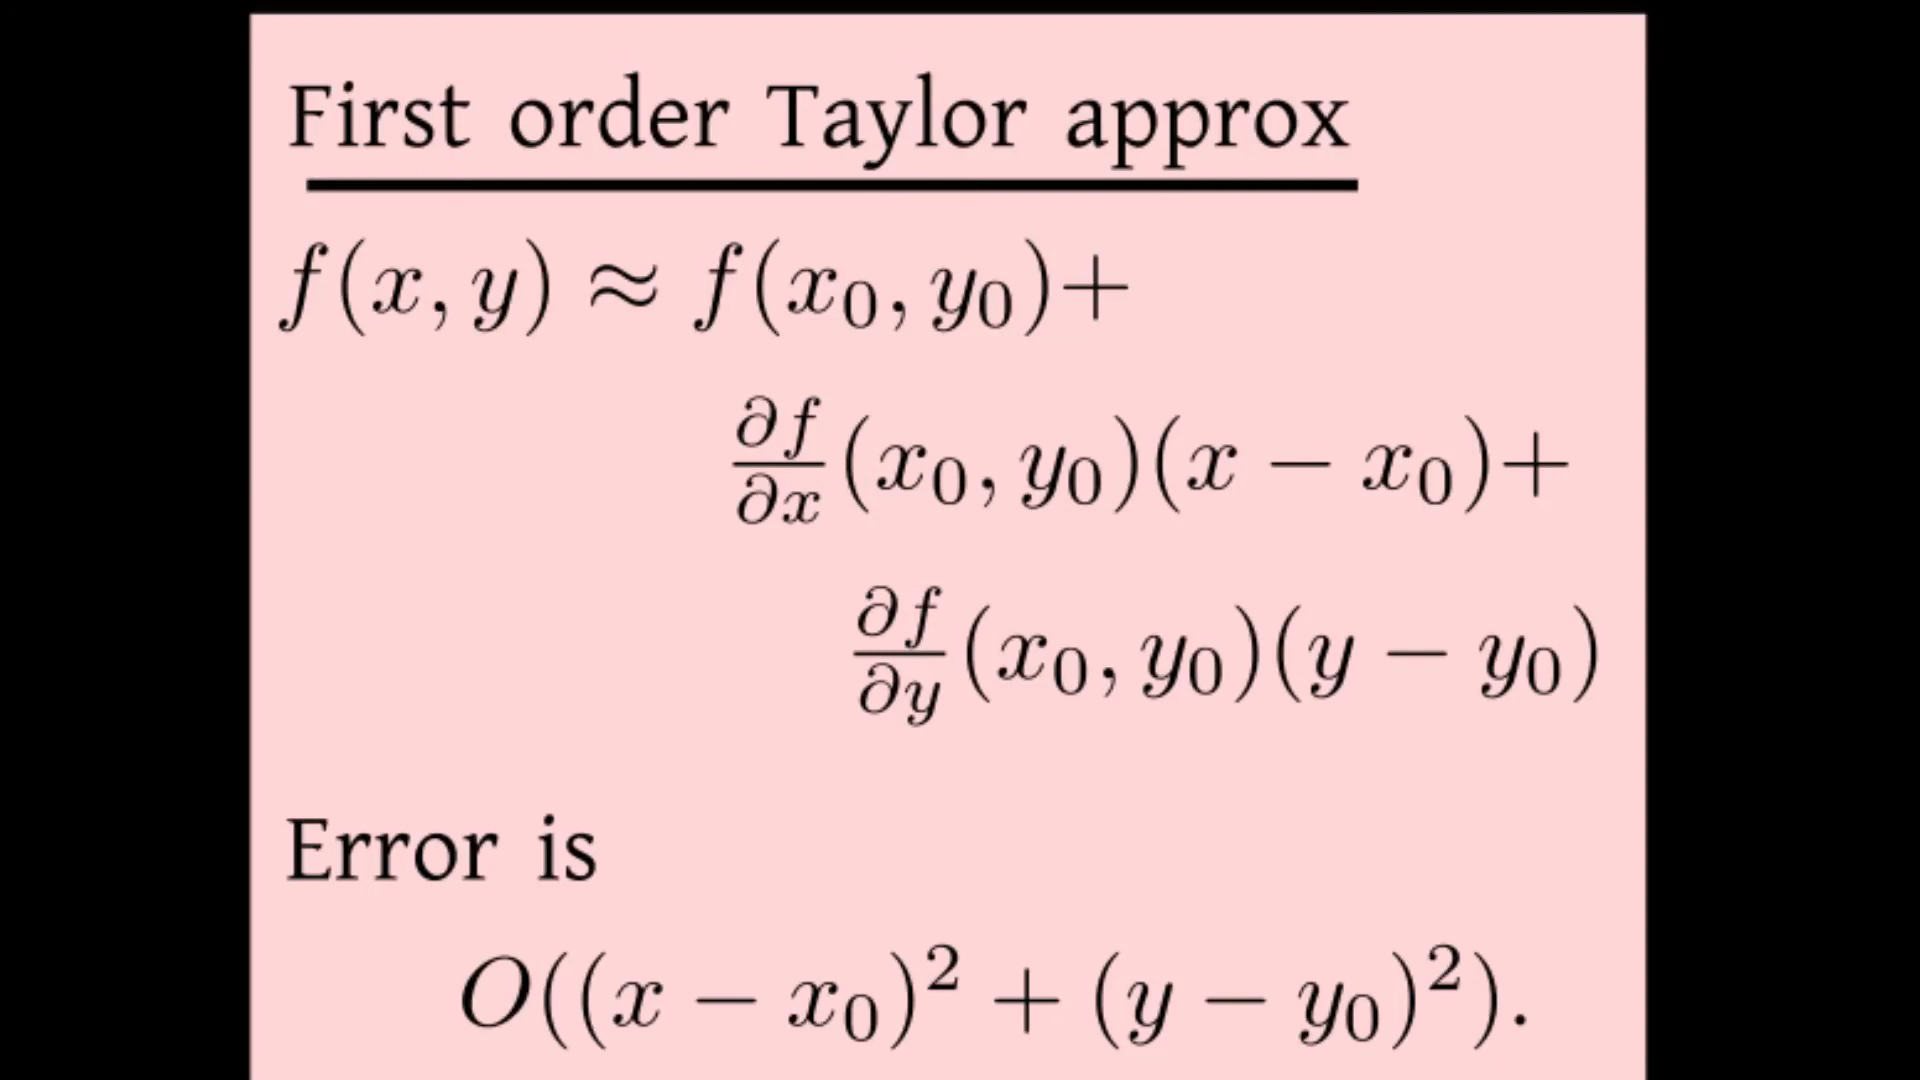 First order Taylor approx
f(x, y) ≈ f(x₀, y₀)+
∂f/∂x (x₀, y₀)(x − x₀)+
∂f/∂y (x₀, y₀)(y − y₀)
Error is
O((x − x₀)² + (y − y₀)²).